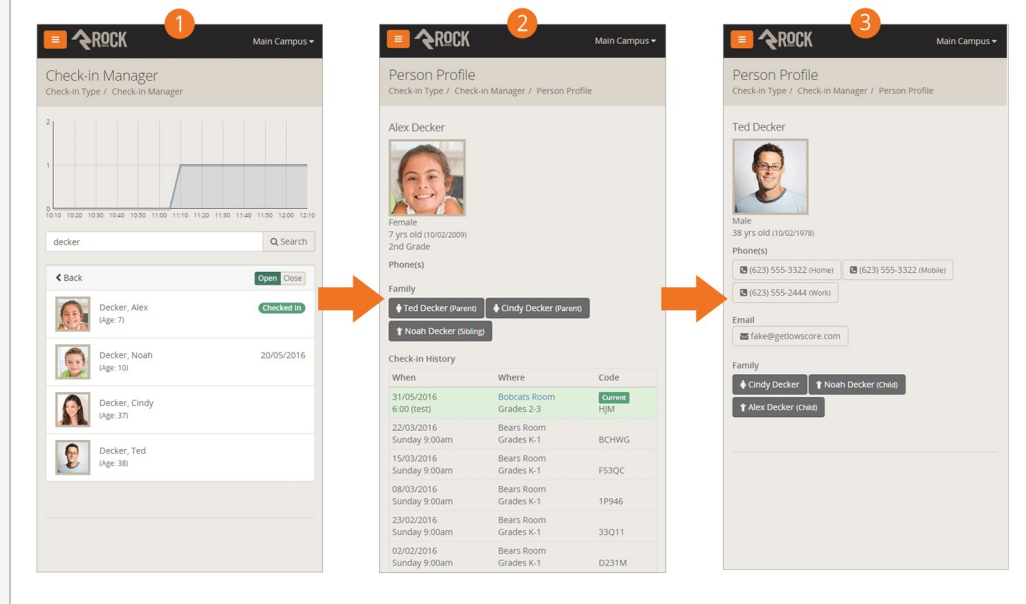 1
ROCK
Main Campus
Check-in Manager
Check-in Type / Check-in Manager
2
1
0
10:10 10:20 10:30 10:40 10:50 11:00 11:10 11:20 11:30 11:40 11:50 12:00 12:10
decker
Search
Back
Open Close
Decker, Alex
(Age: 7)
Checked In
Decker, Noah
(Age: 10)
20/05/2016
Decker, Cindy
(Age: 37)
Decker, Ted
(Age: 38)
2
ROCK
Main Campus
Person Profile
Check-in Type / Check-in Manager / Person Profile
Alex Decker
Female
7 yrs old (10/02/2009)
2nd Grade
Phone(s)
Family
Ted Decker (Parent) Cindy Decker (Parent)
Noah Decker (Sibling)
Check-in History
When Where Code
31/05/2016 Bobcats Room Current
6:00 (test) Grades 2-3 HJM
22/03/2016 Bears Room
Sunday 9:00am Grades K-1 BCHWG
15/03/2016 Bears Room
Sunday 9:00am Grades K-1 F53QC
08/03/2016 Bears Room
Sunday 9:00am Grades K-1 1P946
23/02/2016 Bears Room
Sunday 9:00am Grades K-1 33Q11
02/02/2016 Bears Room
Sunday 9:00am Grades K-1 D231M
3
ROCK
Main Campus
Person Profile
Check-in Type / Check-in Manager / Person Profile
Ted Decker
Male
38 yrs old (10/02/1978)
Phone(s)
(623) 555-3322 (Home) (623) 555-3322 (Mobile)
(623) 555-2444 (Work)
Email
fake@getlowscore.com
Family
Cindy Decker Noah Decker (Child)
Alex Decker (Child)